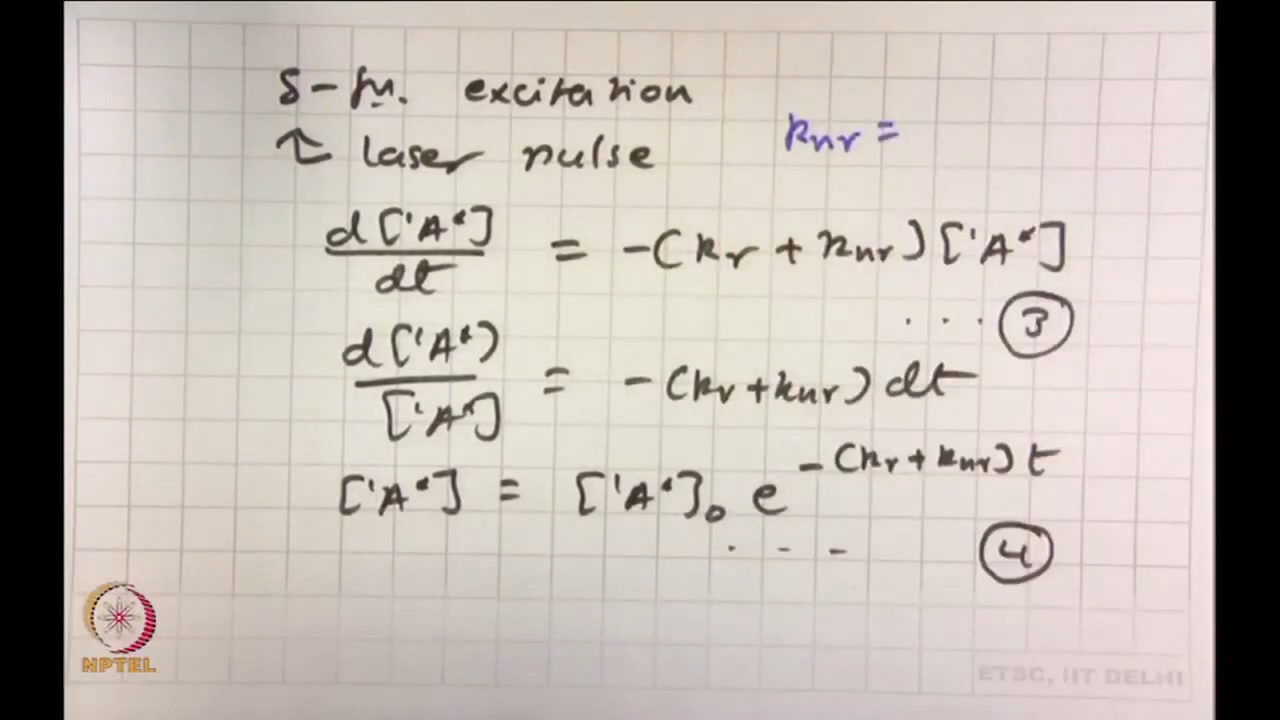 δ-fn. excitation
laser pulse
knr =
d['A*]/dt = -(kr + knr)['A*]
... 3
d['A*)/['A*] = -(kr+knr) dt
['A*] = ['A*]₀ e^-(kr+knr)t
. - - 4
NPTEL
ETSC, IIT DELHI